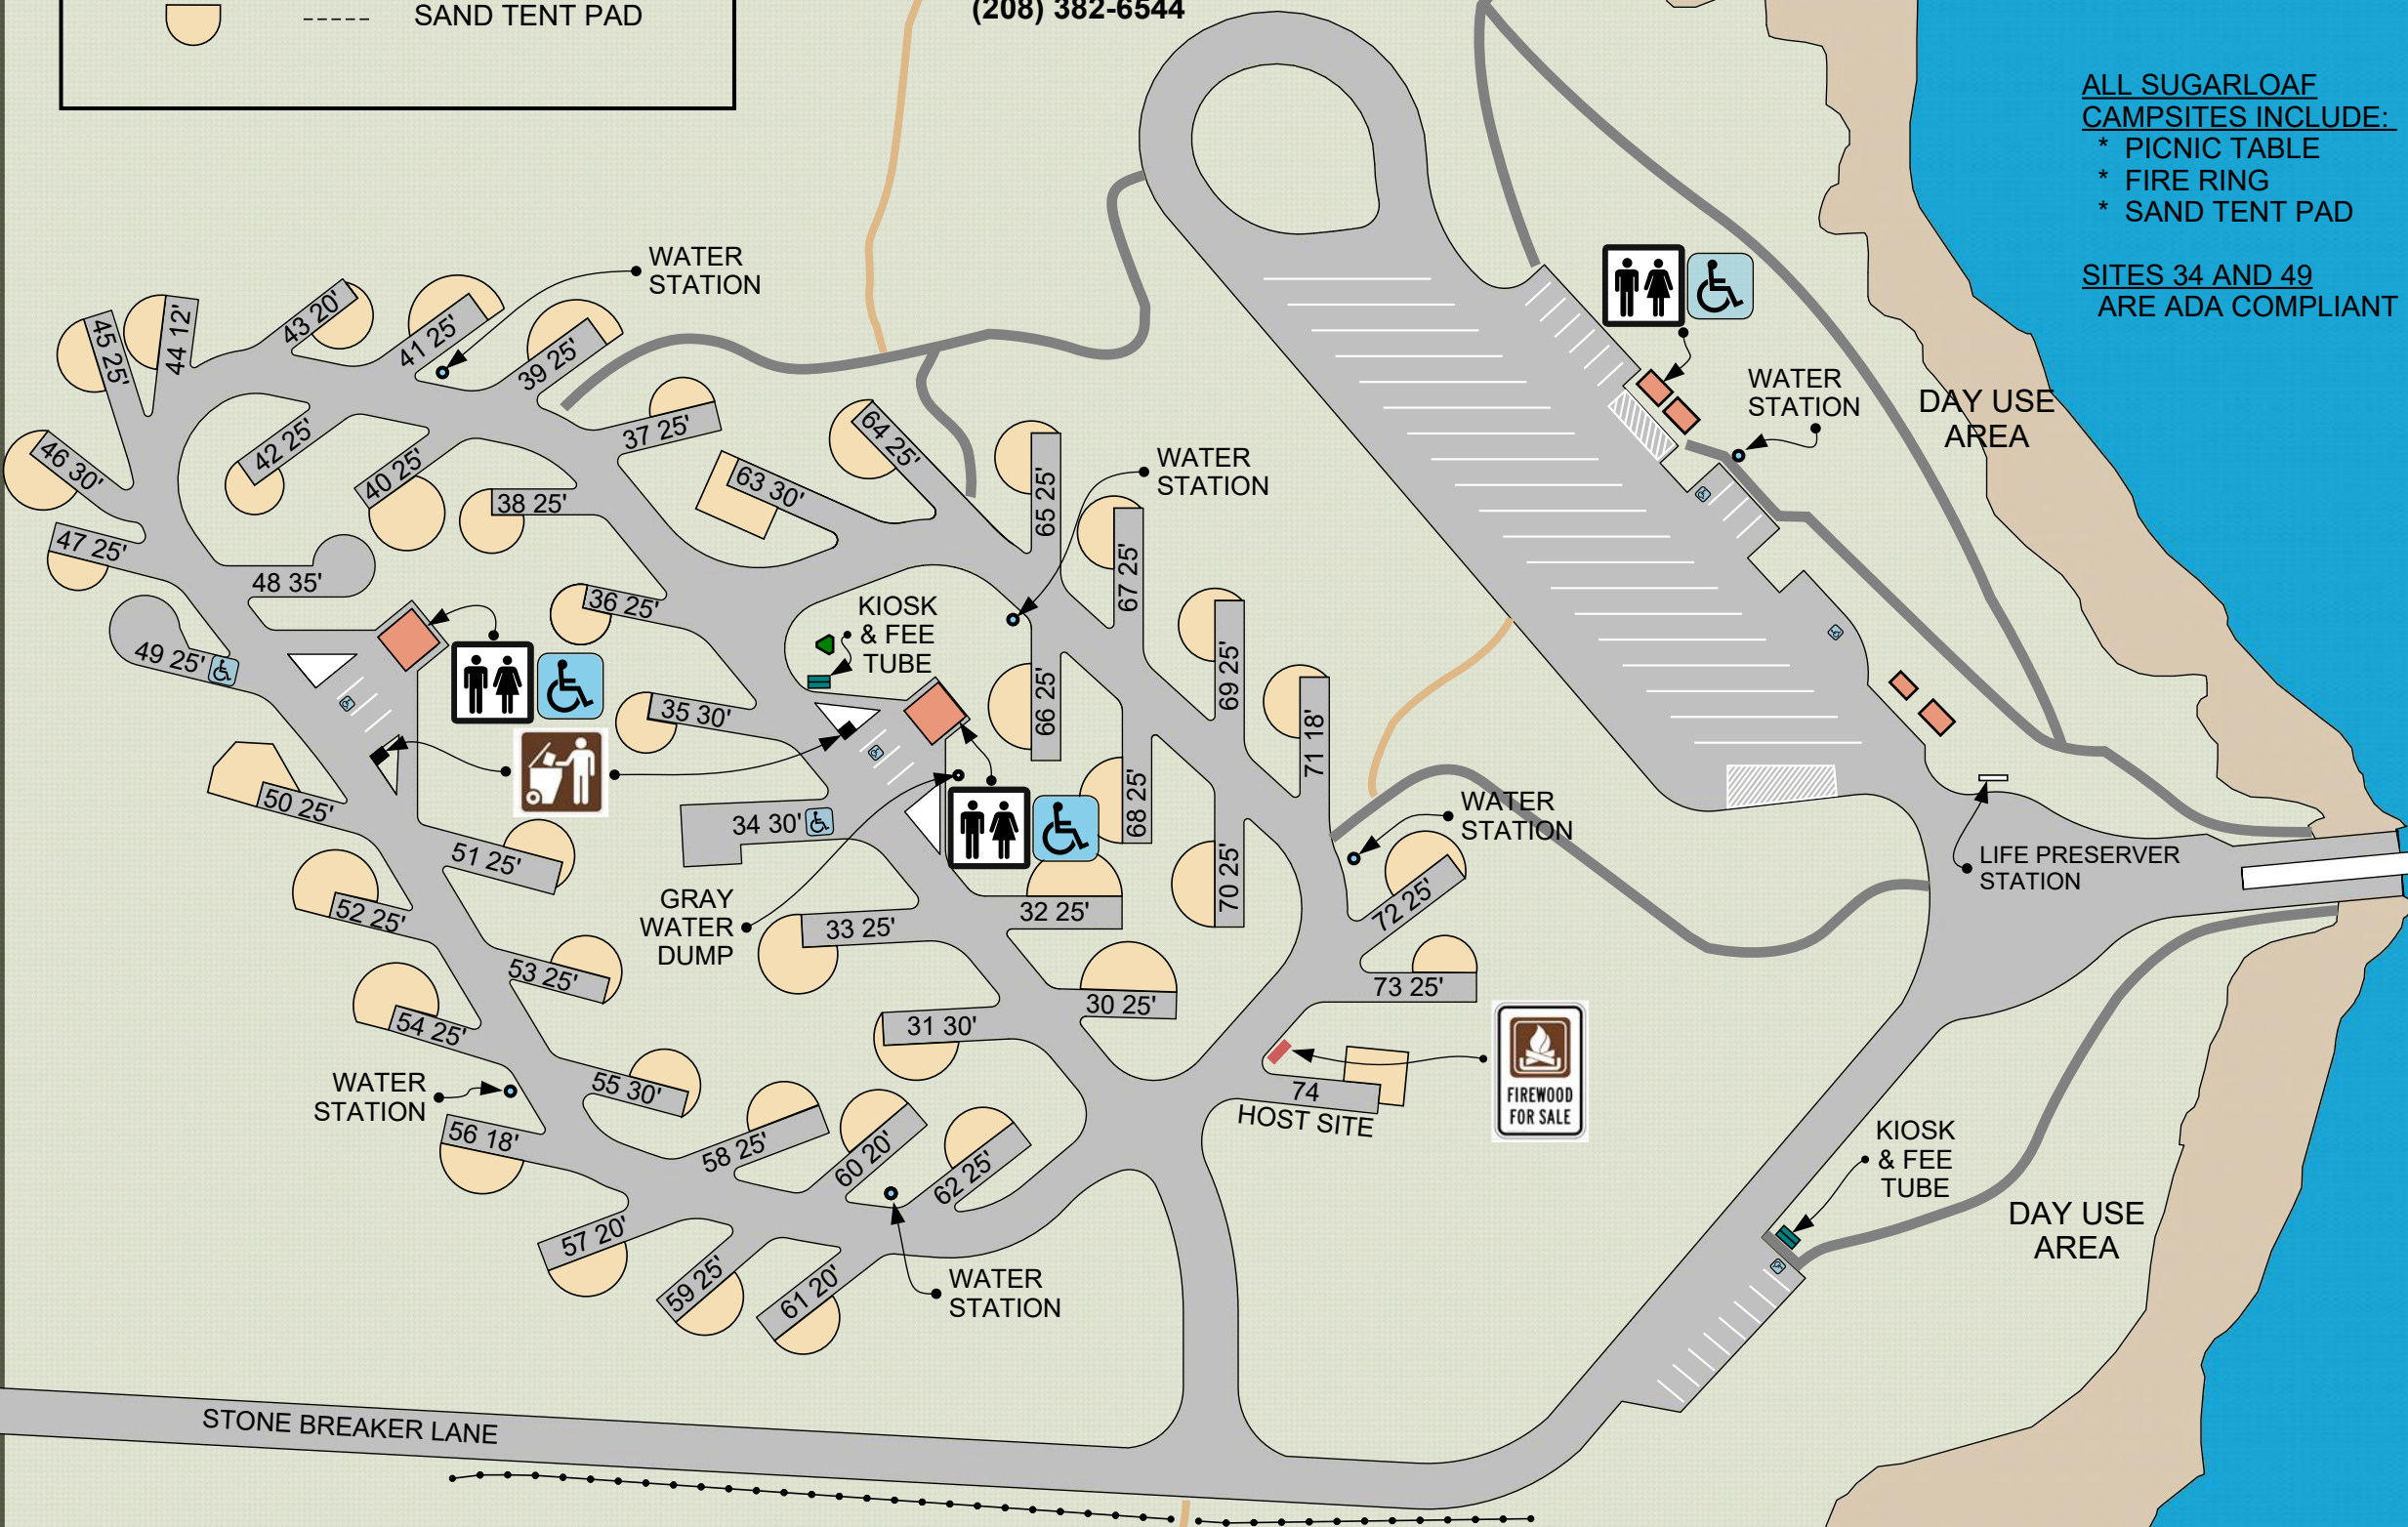 SAND TENT PAD
(208) 382-6544
ALL SUGARLOAF
CAMPSITES INCLUDE:
* PICNIC TABLE
* FIRE RING
* SAND TENT PAD
SITES 34 AND 49
ARE ADA COMPLIANT
WATER
STATION
45 25'
44 12'
43 20'
41 25'
39 25'
37 25'
46 30'
42 25'
40 25'
38 25'
64 25'
63 30'
65 25'
WATER
STATION
WATER
STATION
DAY USE
AREA
47 25'
48 35'
36 25'
67 25'
KIOSK
& FEE
TUBE
49 25'
35 30'
66 25'
69 25'
71 18'
50 25'
34 30'
68 25'
WATER
STATION
51 25'
LIFE PRESERVER
STATION
52 25'
GRAY
WATER
DUMP
33 25'
32 25'
70 25'
72 25'
53 25'
73 25'
54 25'
31 30'
30 25'
WATER
STATION
55 30'
74
HOST SITE
FIREWOOD
FOR SALE
56 18'
58 25'
60 20'
62 25'
KIOSK
& FEE
TUBE
57 20'
59 25'
61 20'
WATER
STATION
DAY USE
AREA
STONE BREAKER LANE